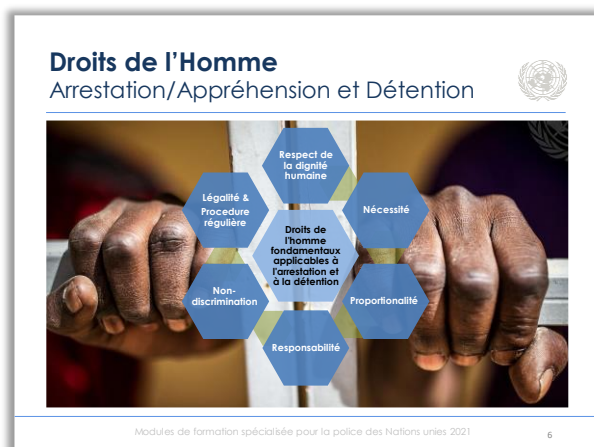 Droits de l’Homme
Arrestation/Appréhension et Détention
Respect de
la dignité
humaine
Légalité &
Procedure
régulière
Nécessité
Droits de
l'homme
fondamentaux
applicables à
l'arrestation et
à la détention
Non-
discrimination
Proportionalité
Responsabilité
Modules de formation spécialisée pour la police des Nations unies 2021
6